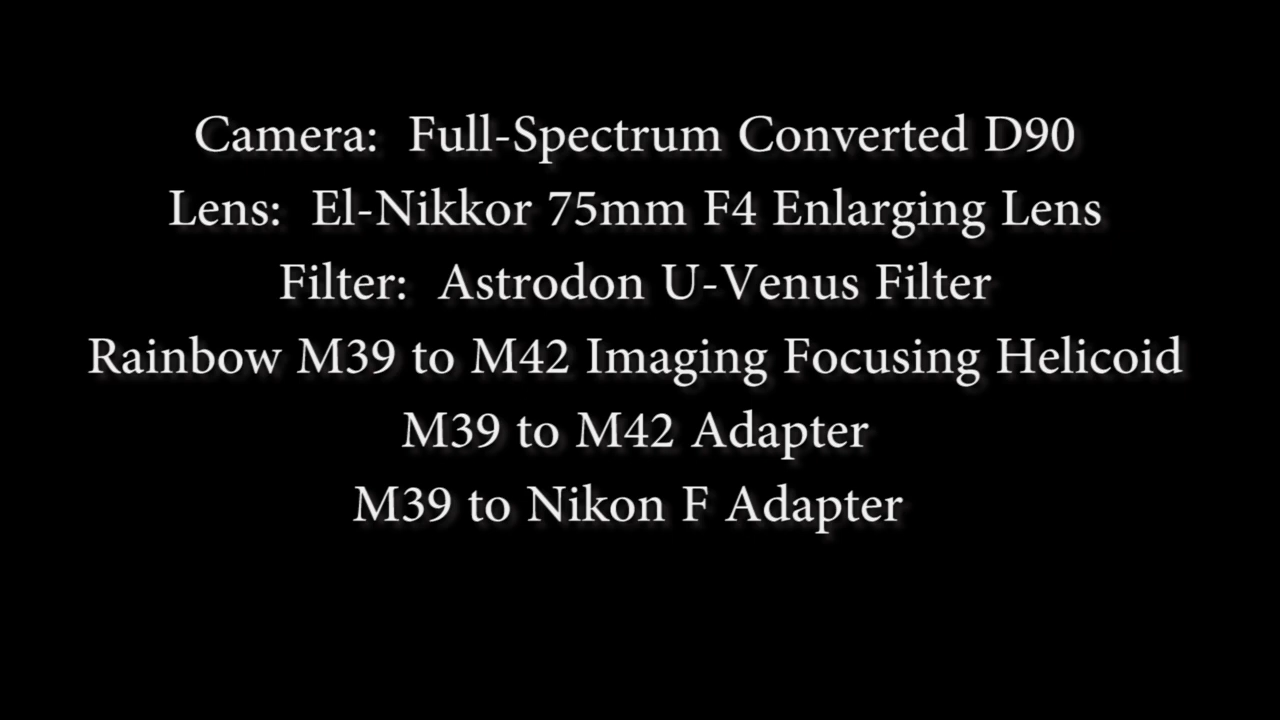 Camera:  Full-Spectrum Converted D90
Lens:  El-Nikkor 75mm F4 Enlarging Lens
Filter:  Astrodon U-Venus Filter
Rainbow M39 to M42 Imaging Focusing Helicoid
M39 to M42 Adapter
M39 to Nikon F Adapter